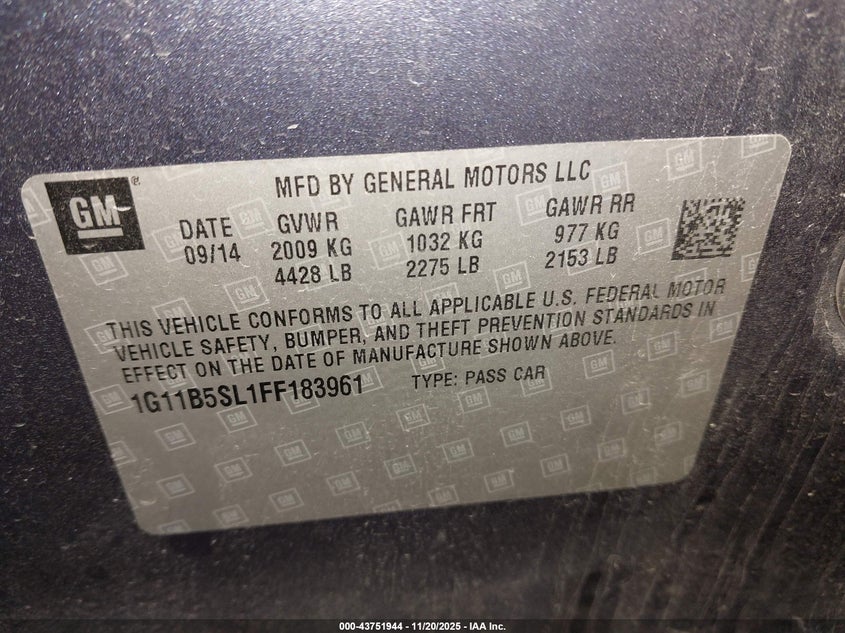 GM
MFD BY GENERAL MOTORS LLC
DATE GVWR GAWR FRT GAWR RR
09/14 2009 KG 1032 KG 977 KG
4428 LB 2275 LB 2153 LB
THIS VEHICLE CONFORMS TO ALL APPLICABLE U.S. FEDERAL MOTOR
VEHICLE SAFETY, BUMPER, AND THEFT PREVENTION STANDARDS IN
EFFECT ON THE DATE OF MANUFACTURE SHOWN ABOVE.
1G11B5SL1FF183961 TYPE: PASS CAR
000-43751944 - 11/20/2025 - IAA Inc.